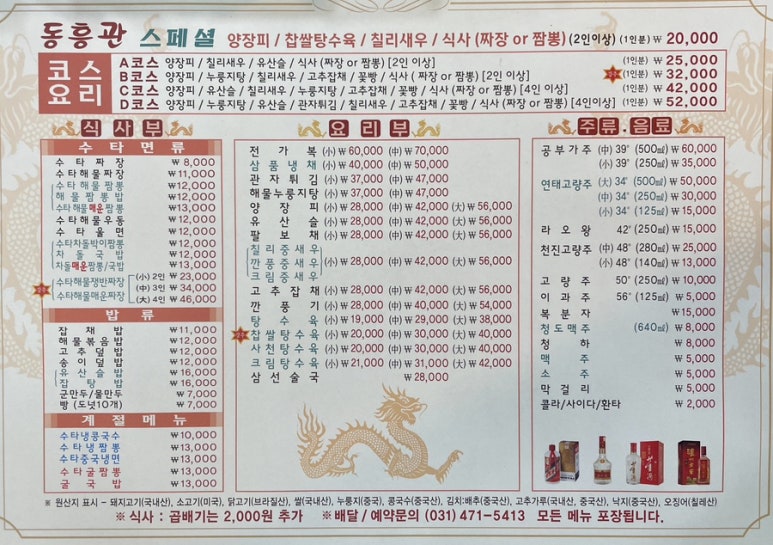 동흥관 스페셜 양장피 / 찹쌀탕수육 / 칠리새우 / 식사 (짜장 or 짬뽕) (2인이상) (1인분) ₩ 20,000
코스요리
A코스 양장피 / 칠리새우 / 유산슬 / 식사 (짜장 or 짬뽕) [2인 이상] (1인분) ₩ 25,000
B코스 양장피 / 누룽지탕 / 칠리새우 / 고추잡채 / 꽃빵 / 식사 ( 짜장 or 짬뽕) [2인 이상] (1인분) ₩ 32,000
C코스 양장피 / 유산슬 / 칠리새우 / 누룽지탕 / 고추잡채 / 꽃빵 / 식사 (짜장 or 짬뽕) [4인 이상] (1인분) ₩ 42,000
D코스 양장피 / 누룽지탕 / 유산슬 / 관자튀김 / 칠리새우 / 고추잡채 / 꽃빵 / 식사 (짜장 or 짬뽕) [4인이상] (1인분) ₩ 52,000
식사부
수타면류
수타짜장 ₩ 8,000
수타해물짜장 ₩11,000
수타해물짬뽕 ₩12,000
해물짬뽕밥
수타해물매운짬뽕 ₩13,000
수타해물우동 ₩12,000
수타울면 ₩12,000
수타차돌박이짬뽕 ₩12,000
차돌국밥 ₩12,000
차돌매운짬뽕/국밥 ₩13,000
수타해물쟁반짜장 (小) 2인 ₩ 23,000
(中) 3인 ₩ 34,000
수타해물매운짜장 (大) 4인 ₩ 46,000
밥류
잡채밥 ₩11,000
해물볶음밥 ₩12,000
고추덮밥 ₩12,000
송이덮밥 ₩12,000
유산슬밥 ₩16,000
잡탕밥 ₩16,000
군만두/물만두 ₩ 7,000
빵 (도넛10개) ₩ 7,000
계절메뉴
수타냉콩국수 ₩10,000
수타냉짬뽕 ₩13,000
수타중국냉면 ₩13,000
수타굴짬뽕 ₩13,000
굴국밥 ₩13,000
요리부
전가복 (小) ₩ 60,000 (中) ₩ 70,000
삼품냉채 (小) ₩ 40,000 (中) ₩ 50,000
관자튀김 (小) ₩ 37,000 (中) ₩ 47,000
해물누룽지탕 (小) ₩ 37,000 (中) ₩ 47,000
양장피 (小) ₩ 28,000 (中) ₩ 42,000 (大) ₩ 56,000
유산슬 (小) ₩ 28,000 (中) ₩ 42,000 (大) ₩ 56,000
팔보채 (小) ₩ 28,000 (中) ₩ 42,000 (大) ₩ 56,000
칠리중새우
깐풍중새우 (小) ₩ 28,000 (中) ₩ 42,000 (大) ₩ 56,000
크림중새우
고추잡채 (小) ₩ 28,000 (中) ₩ 42,000 (大) ₩ 56,000
깐풍기 (小) ₩ 28,000 (中) ₩ 40,000 (大) ₩ 54,000
탕수육 (小) ₩ 19,000 (中) ₩ 29,000 (大) ₩ 38,000
찹쌀탕수육 (小) ₩ 20,000 (中) ₩ 30,000 (大) ₩ 40,000
사천탕수육 (小) ₩ 20,000 (中) ₩ 30,000 (大) ₩ 40,000
크림탕수육 (小) ₩ 21,000 (中) ₩ 31,000 (大) ₩ 42,000
삼선술국 ₩ 28,000
주류.음료
공부가주 (中) 39˚ (500㎖) ₩ 60,000
(小) 39˚ (250㎖) ₩ 35,000
연태고량주 (大) 34˚ (500㎖) ₩ 50,000
(中) 34˚ (250㎖) ₩ 30,000
(小) 34˚ (125㎖) ₩ 15,000
라오왕 42˚ (250㎖) ₩ 15,000
천진고량주 (中) 48˚ (280㎖) ₩ 25,000
(小) 48˚ (140㎖) ₩ 13,000
고량주 50˚ (250㎖) ₩ 10,000
이과주 56˚ (125㎖) ₩ 5,000
복분자 ₩ 15,000
청도맥주 (640㎖) ₩ 8,000
청하 ₩ 8,000
맥주 ₩ 5,000
소주 ₩ 5,000
막걸리 ₩ 5,000
콜라/사이다/환타 ₩ 2,000
※ 원산지 표시 – 돼지고기(국내산), 소고기(미국), 닭고기(브라질산), 쌀(국내산), 누룽지(중국), 콩국수(중국산), 김치:배추(중국산), 고추가루(국내산, 중국산), 낙지(중국산), 오징어(칠레산)
※ 식사 : 곱배기는 2,000원 추가 ※ 배달 / 예약문의 (031) 471-5413 모든 메뉴 포장됩니다.